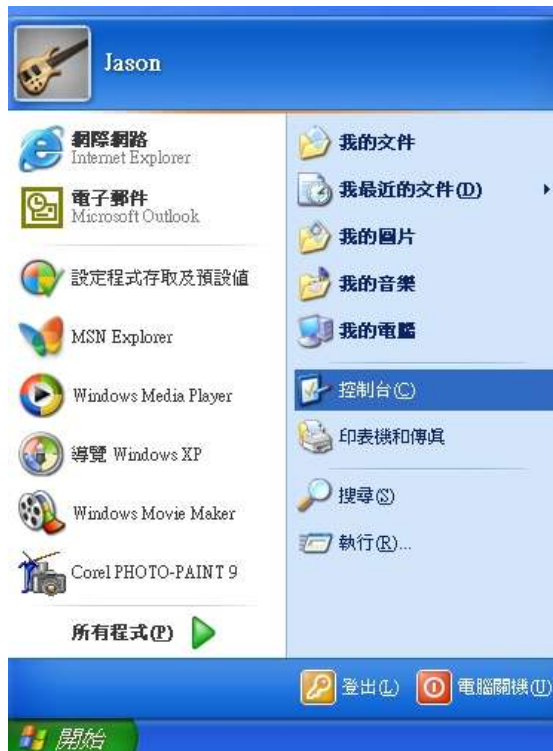 Jason
網際網路
Internet Explorer
電子郵件
Microsoft Outlook
設定程式存取及預設值
MSN Explorer
Windows Media Player
導覽 Windows XP
Windows Movie Maker
Corel PHOTO-PAINT 9
所有程式(P)
我的文件
我最近的文件(D)
我的圖片
我的音樂
我的電腦
控制台(C)
印表機和傳真
搜尋(S)
執行(R)...
登出(L)
電腦關機(U)
開始